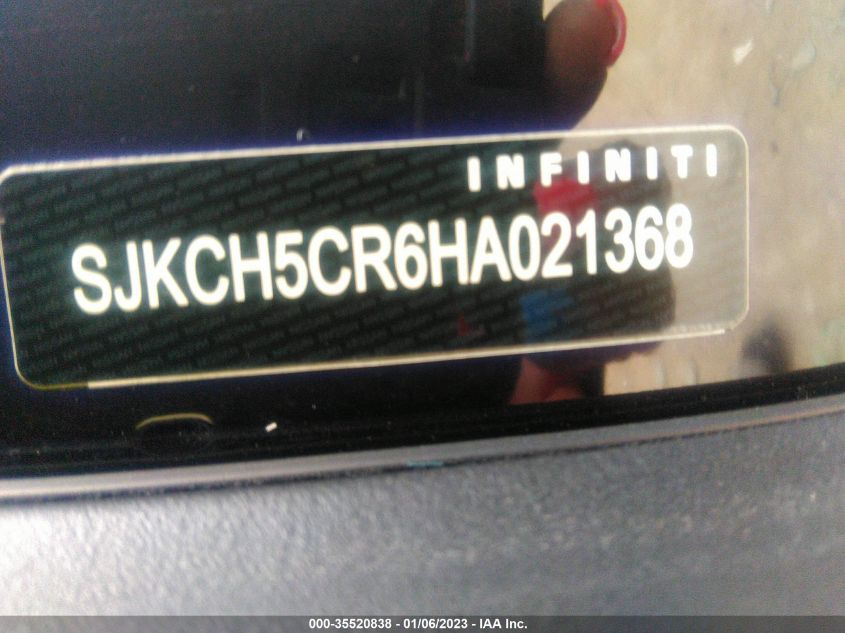 INFINITI
SJKCH5CR6HA021368
000-35520838 - 01/06/2023 - IAA Inc.